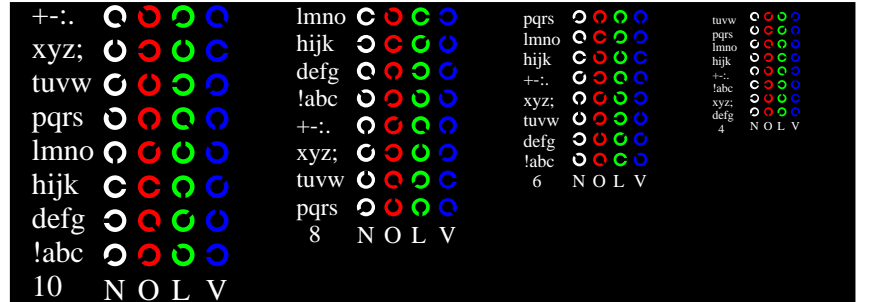 +-:.
xyz;
tuvw
pqrs
lmno
hijk
defg
!abc
10 N O L V
lmno
hijk
defg
!abc
+-:.
xyz;
tuvw
pqrs
8 N O L V
pqrs
lmno
hijk
+-:.
xyz;
tuvw
defg
!abc
6 N O L V
tuvw
pqrs
lmno
hijk
+-:.
!abc
xyz;
defg
4 N O L V